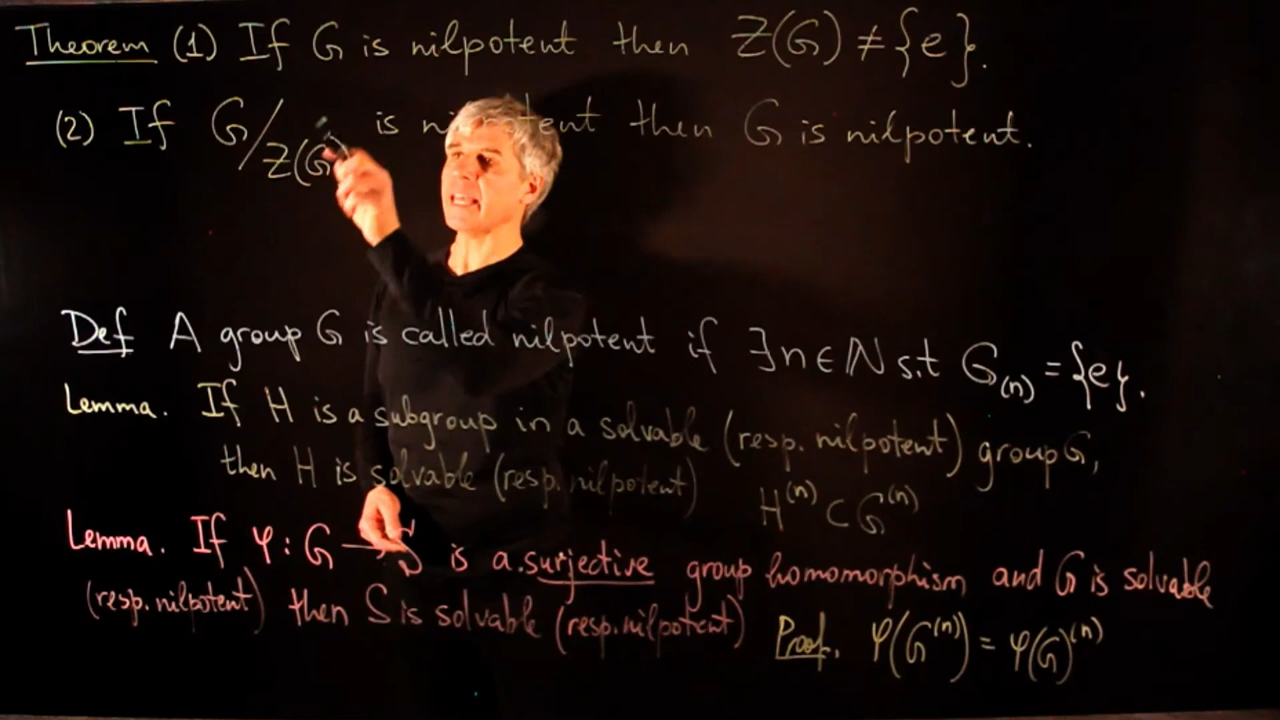 Theorem (1) If G is nilpotent then Z(G) ≠ {e}.
(2) If G/Z(G) is nilpotent then G is nilpotent.
Def A group G is called nilpotent if ∃n∈ℕ s.t G₍ₙ₎ = {e}.
Lemma. If H is a subgroup in a solvable (resp. nilpotent) group G,
then H is solvable (resp. nilpotent) H⁽ⁿ⁾ ⊂ G⁽ⁿ⁾
Lemma. If φ : G → S is a surjective group homomorphism and G is solvable
(resp. nilpotent) then S is solvable (resp. nilpotent) Proof. φ(G⁽ⁿ⁾) = φ(G)⁽ⁿ⁾